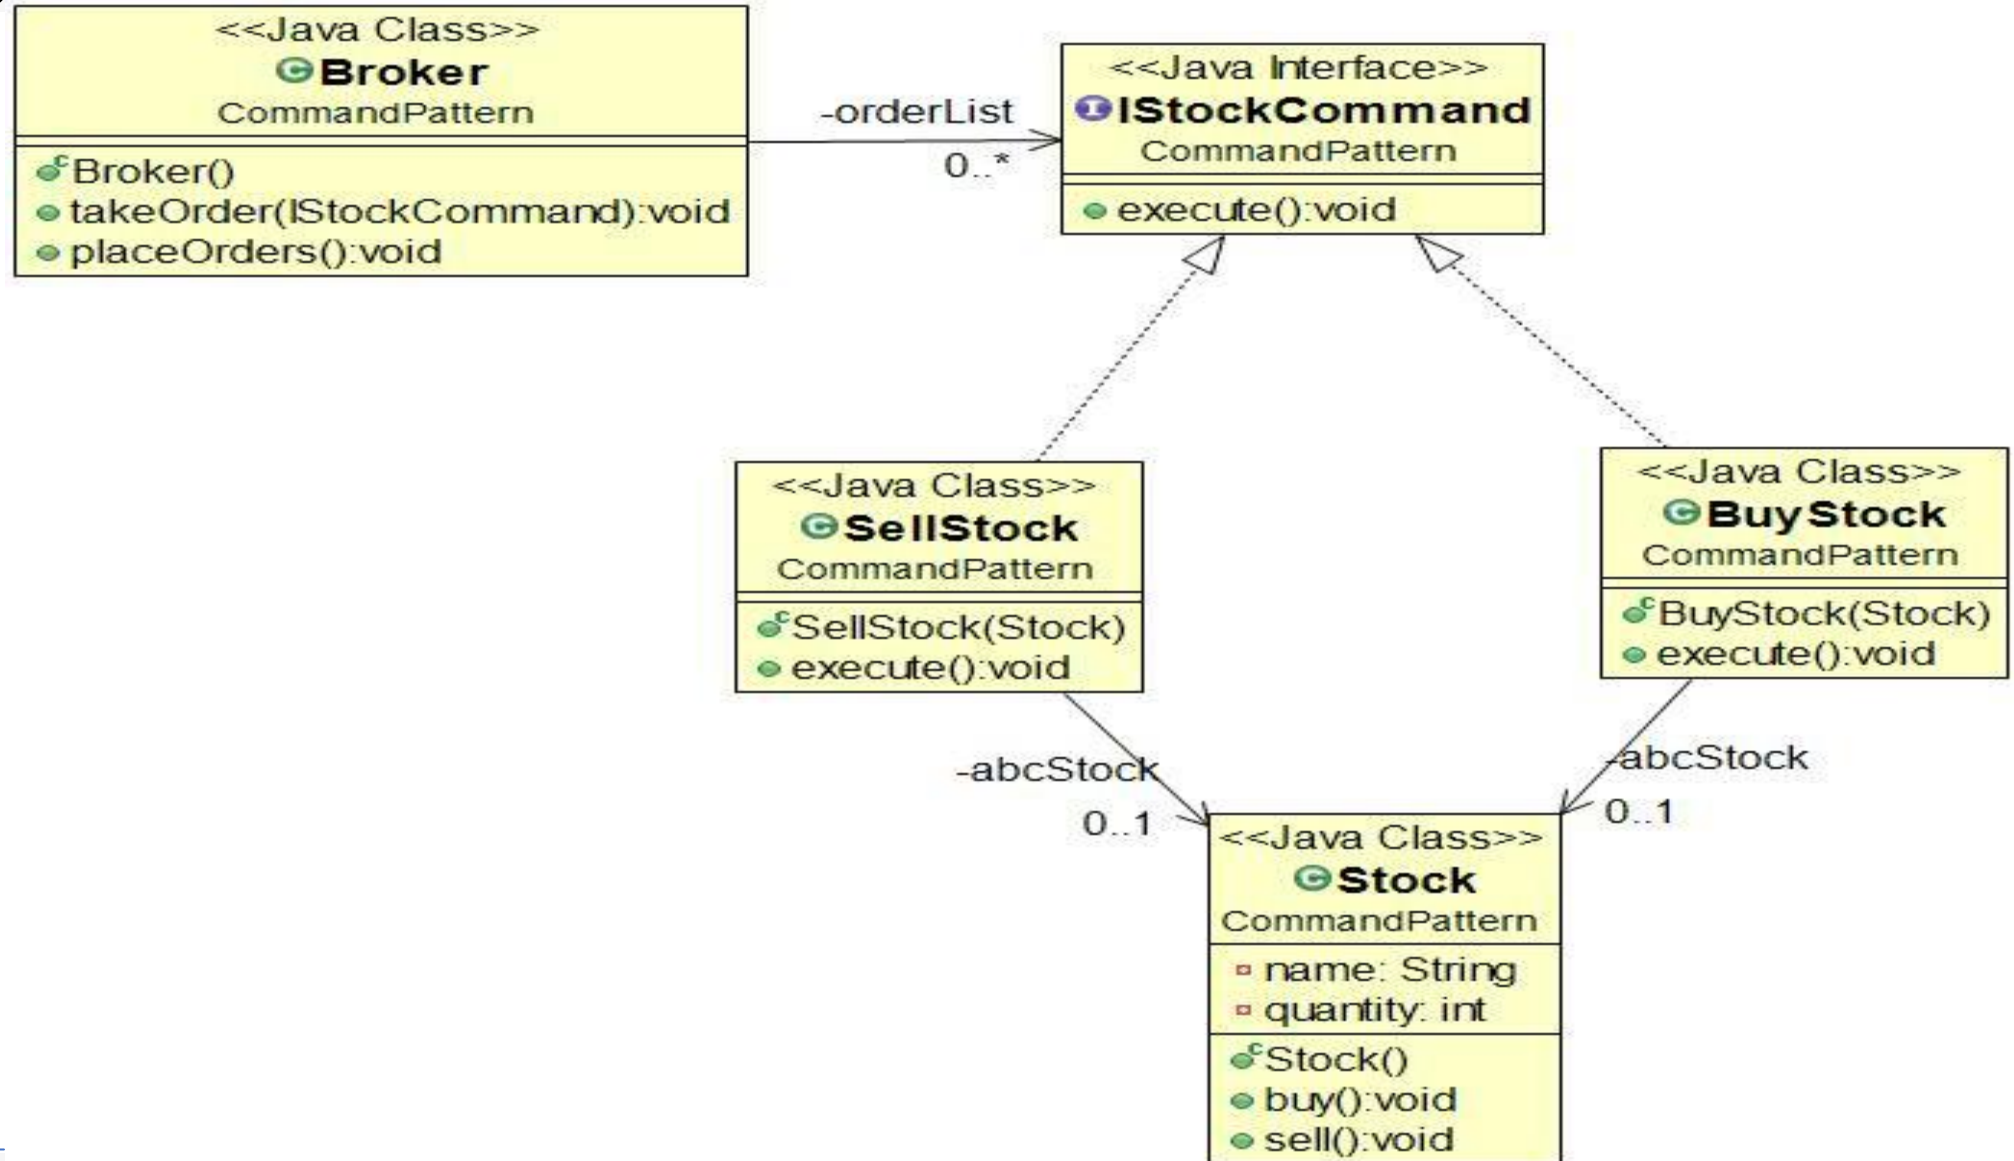 <<Java Class>>
Broker
CommandPattern
Broker()
takeOrder(IStockCommand):void
placeOrders():void
-orderList
0..*
<<Java Interface>>
IStockCommand
CommandPattern
execute():void
<<Java Class>>
SellStock
CommandPattern
SellStock(Stock)
execute():void
<<Java Class>>
BuyStock
CommandPattern
BuyStock(Stock)
execute():void
-abcStock
0..1
-abcStock
0..1
<<Java Class>>
Stock
CommandPattern
name: String
quantity: int
Stock()
buy():void
sell():void